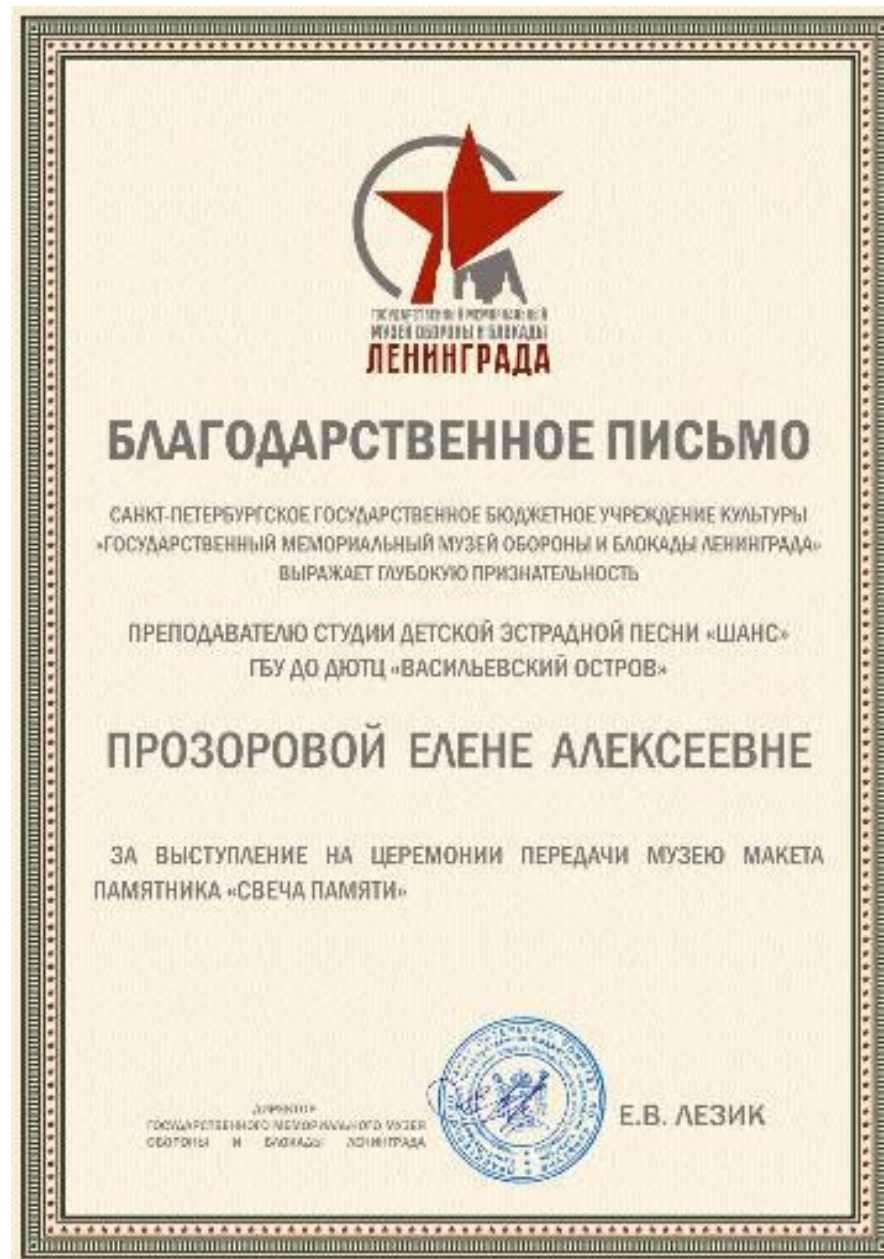 ГОСУДАРСТВЕННЫЙ МЕМОРИАЛЬНЫЙ
МУЗЕЙ ОБОРОНЫ И БЛОКАДЫ
ЛЕНИНГРАДА
БЛАГОДАРСТВЕННОЕ ПИСЬМО
САНКТ-ПЕТЕРБУРГСКОЕ ГОСУДАРСТВЕННОЕ БЮДЖЕТНОЕ УЧРЕЖДЕНИЕ КУЛЬТУРЫ
«ГОСУДАРСТВЕННЫЙ МЕМОРИАЛЬНЫЙ МУЗЕЙ ОБОРОНЫ И БЛОКАДЫ ЛЕНИНГРАДА»
ВЫРАЖАЕТ ГЛУБОКУЮ ПРИЗНАТЕЛЬНОСТЬ
ПРЕПОДАВАТЕЛЮ СТУДИИ ДЕТСКОЙ ЭСТРАДНОЙ ПЕСНИ «ШАНС»
ГБУ ДО ДЮТЦ «ВАСИЛЬЕВСКИЙ ОСТРОВ»
ПРОЗОРОВОЙ ЕЛЕНЕ АЛЕКСЕЕВНЕ
ЗА ВЫСТУПЛЕНИЕ НА ЦЕРЕМОНИИ ПЕРЕДАЧИ МУЗЕЮ МАКЕТА
ПАМЯТНИКА «СВЕЧА ПАМЯТИ»
ДИРЕКТОР
ГОСУДАРСТВЕННОГО МЕМОРИАЛЬНОГО МУЗЕЯ
ОБОРОНЫ И БЛОКАДЫ ЛЕНИНГРАДА
Е.В. ЛЕЗИК